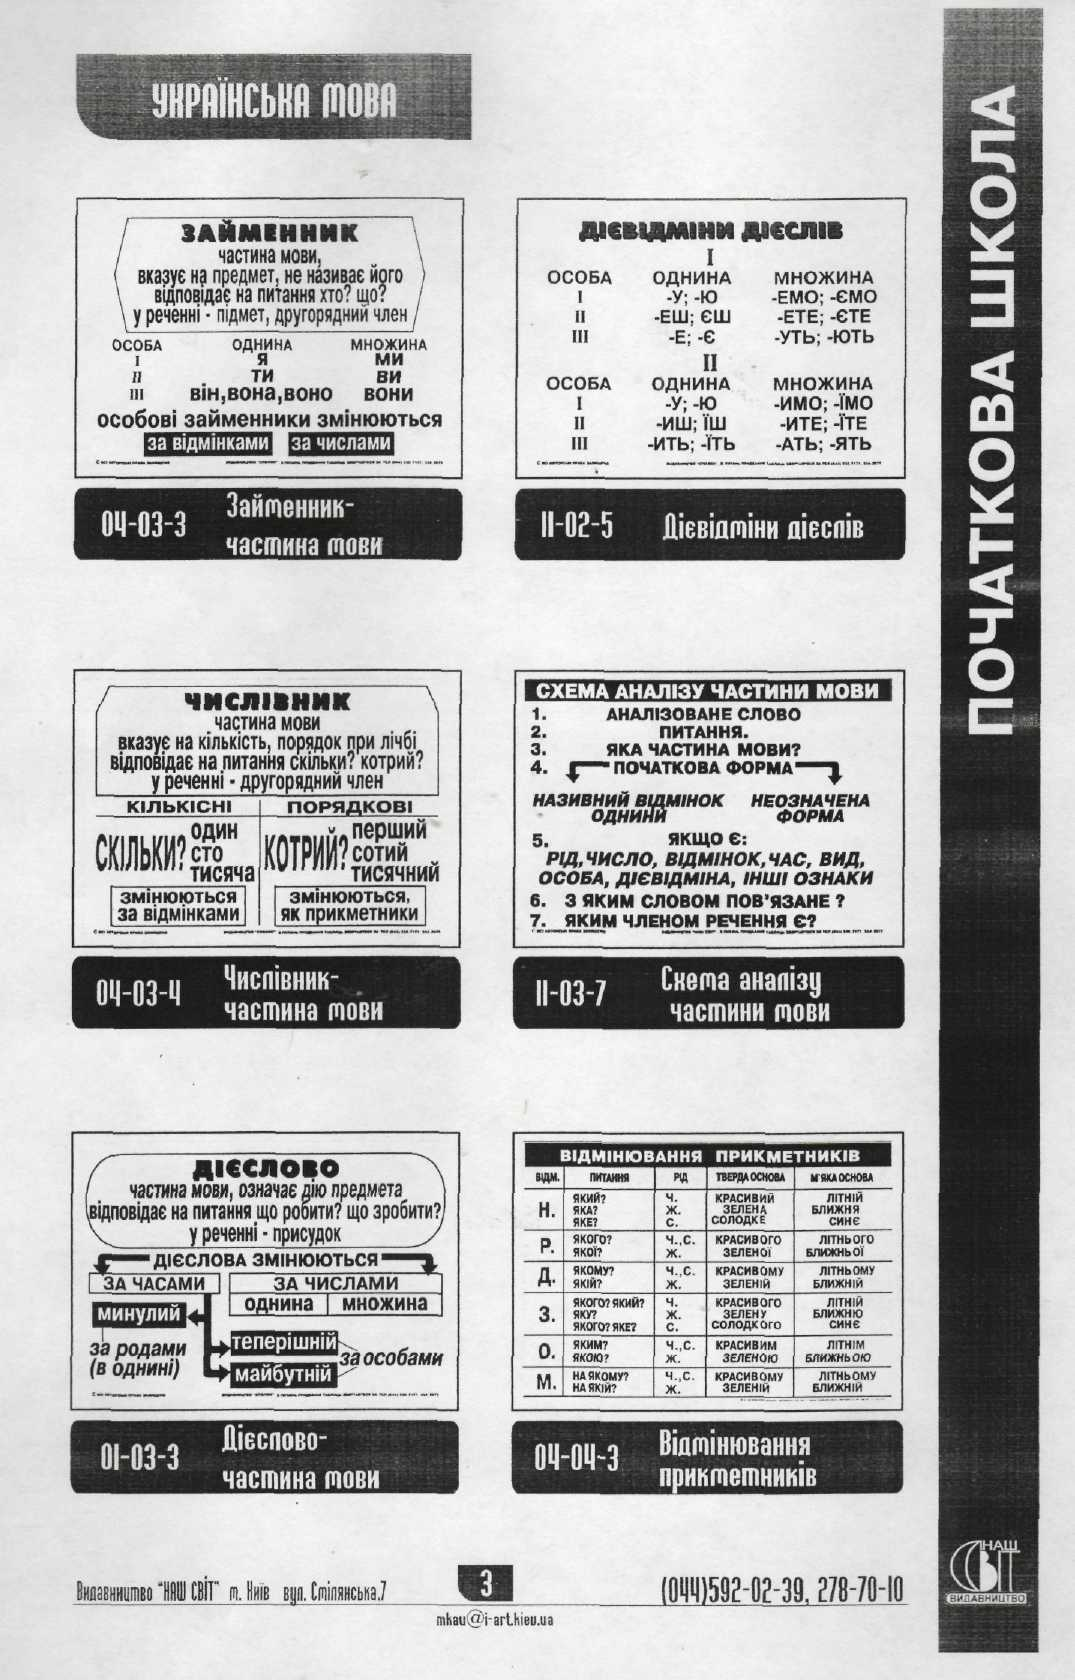 УКРАЇНСЬКА МОВА
ПОЧАТКОВА ШКОЛА
ЗАЙМЕННИК
частина мови,
вказує на предмет, не називає його
відповідає на питання хто? що?
у реченні - підмет, другорядний член
ОСОБА ОДНИНА МНОЖИНА
I Я МИ
II ТИ ВИ
III він,вона,воно вони
особові займенники змінюються
за відмінками за числами
04-03-3 Займенник-
частина мови
ДІЄВІДМІНИ ДІЄСЛІВ
I
ОСОБА ОДНИНА МНОЖИНА
I -У; -Ю -ЕМО; -ЄМО
II -ЕШ; ЄШ -ЕТЕ; -ЄТЕ
III -Е; -Є -УТЬ; -ЮТЬ
II
ОСОБА ОДНИНА МНОЖИНА
I -У; -Ю -ИМО; -ЇМО
II -ИШ; ЇШ -ИТЕ; -ЇТЕ
III -ИТЬ; -ЇТЬ -АТЬ; -ЯТЬ
11-02-5 Дієвідміни дієслів
ЧИСЛІВНИК
частина мови
вказує на кількість, порядок при лічбі
відповідає на питання скільки? котрий?
у реченні - другорядний член
КІЛЬКІСНІ ПОРЯДКОВІ
СКІЛЬКИ? один КОТРИЙ? перший
сто сотий
тисяча тисячний
змінюються змінюються,
за відмінками як прикметники
04-03-4 Числівник-
частина мови
СХЕМА АНАЛІЗУ ЧАСТИНИ МОВИ
1. АНАЛІЗОВАНЕ СЛОВО
2. ПИТАННЯ.
3. ЯКА ЧАСТИНА МОВИ?
4. ПОЧАТКОВА ФОРМА
НАЗИВНИЙ ВІДМІНОК НЕОЗНАЧЕНА
ОДНИНИ ФОРМА
5. ЯКЩО Є:
РІД, ЧИСЛО, ВІДМІНОК, ЧАС, ВИД,
ОСОБА, ДІЄВІДМІНА, ІНШІ ОЗНАКИ
6. З ЯКИМ СЛОВОМ ПОВ'ЯЗАНЕ ?
7. ЯКИМ ЧЛЕНОМ РЕЧЕННЯ Є?
11-03-7 Схема аналізу
частини мови
ДІЄСЛОВО
частина мови, означає дію предмета
відповідає на питання що робити? що зробити?
у реченні - присудок
ДІЄСЛОВА ЗМІНЮЮТЬСЯ
ЗА ЧАСАМИ ЗА ЧИСЛАМИ
однина множина
минулий
за родами
(в однині)
теперішній
майбутній
за особами
01-03-3 Дієслово-
частина мови
ВІДМІНЮВАННЯ ПРИКМЕТНИКІВ
ВІДМ. ПИТАННЯ РІД ТВЕРДА ОСНОВА М'ЯКА ОСНОВА
Н. ЯКИЙ? Ч. КРАСИВИЙ ЛІТНІЙ
ЯКА? Ж. ЗЕЛЕНА БЛИЖНЯ
ЯКЕ? С. СОЛОДКЕ СИНЄ
Р. ЯКОГО? Ч.,С. КРАСИВОГО ЛІТНЬОГО
ЯКОЇ? Ж. ЗЕЛЕНОЇ БЛИЖНЬОЇ
Д. ЯКОМУ? Ч.,С. КРАСИВОМУ ЛІТНЬОМУ
ЯКІЙ? Ж. ЗЕЛЕНІЙ БЛИЖНІЙ
З. ЯКОГО? ЯКИЙ? Ч. КРАСИВОГО ЛІТНІЙ
ЯКУ? Ж. ЗЕЛЕНУ БЛИЖНЮ
ЯКОГО? ЯКЕ? С. СОЛОДКОГО СИНЄ
О. ЯКИМ? Ч.,С. КРАСИВИМ ЛІТНІМ
ЯКОЮ? Ж. ЗЕЛЕНОЮ БЛИЖНЬОЮ
М. НА ЯКОМУ? Ч.,С. КРАСИВОМУ ЛІТНЬОМУ
НА ЯКІЙ? Ж. ЗЕЛЕНІЙ БЛИЖНІЙ
04-04-3 Відмінювання
прикметників
Видавництво "НАШ СВІТ" м. Київ вул. Смілянська.7
3
(044)592-02-39, 278-70-10
mkau@i-art.kiev.ua
НАШ
СВІТ
ВИДАВНИЦТВО